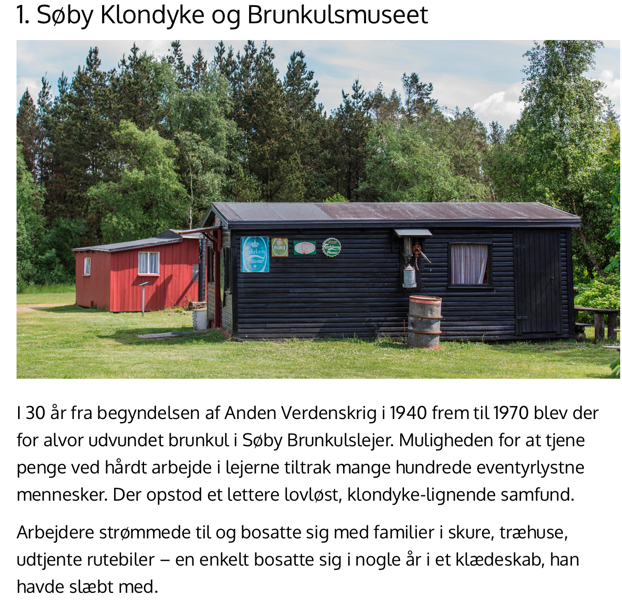 1. Søby Klondyke og Brunkulsmuseet
I 30 år fra begyndelsen af Anden Verdenskrig i 1940 frem til 1970 blev der
for alvor udvundet brunkul i Søby Brunkulslejer. Muligheden for at tjene
penge ved hårdt arbejde i lejerne tiltrak mange hundrede eventyrlystne
mennesker. Der opstod et lettere lovløst, klondyke-lignende samfund.
Arbejdere strømmede til og bosatte sig med familier i skure, træhuse,
udtjente rutebiler – en enkelt bosatte sig i nogle år i et klædeskab, han
havde slæbt med.